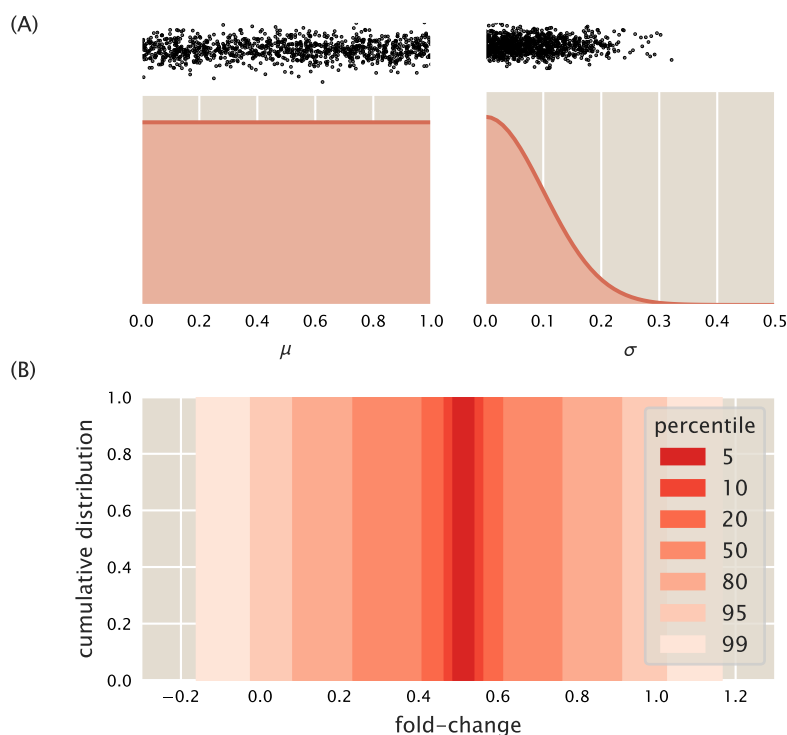 (A)
0.0 0.2 0.4 0.6 0.8 1.0
μ
0.0 0.1 0.2 0.3 0.4 0.5
σ
(B)
cumulative distribution
1.0
0.8
0.6
0.4
0.2
0.0
percentile
5
10
20
50
80
95
99
−0.2 0.0 0.2 0.4 0.6 0.8 1.0 1.2
fold−change